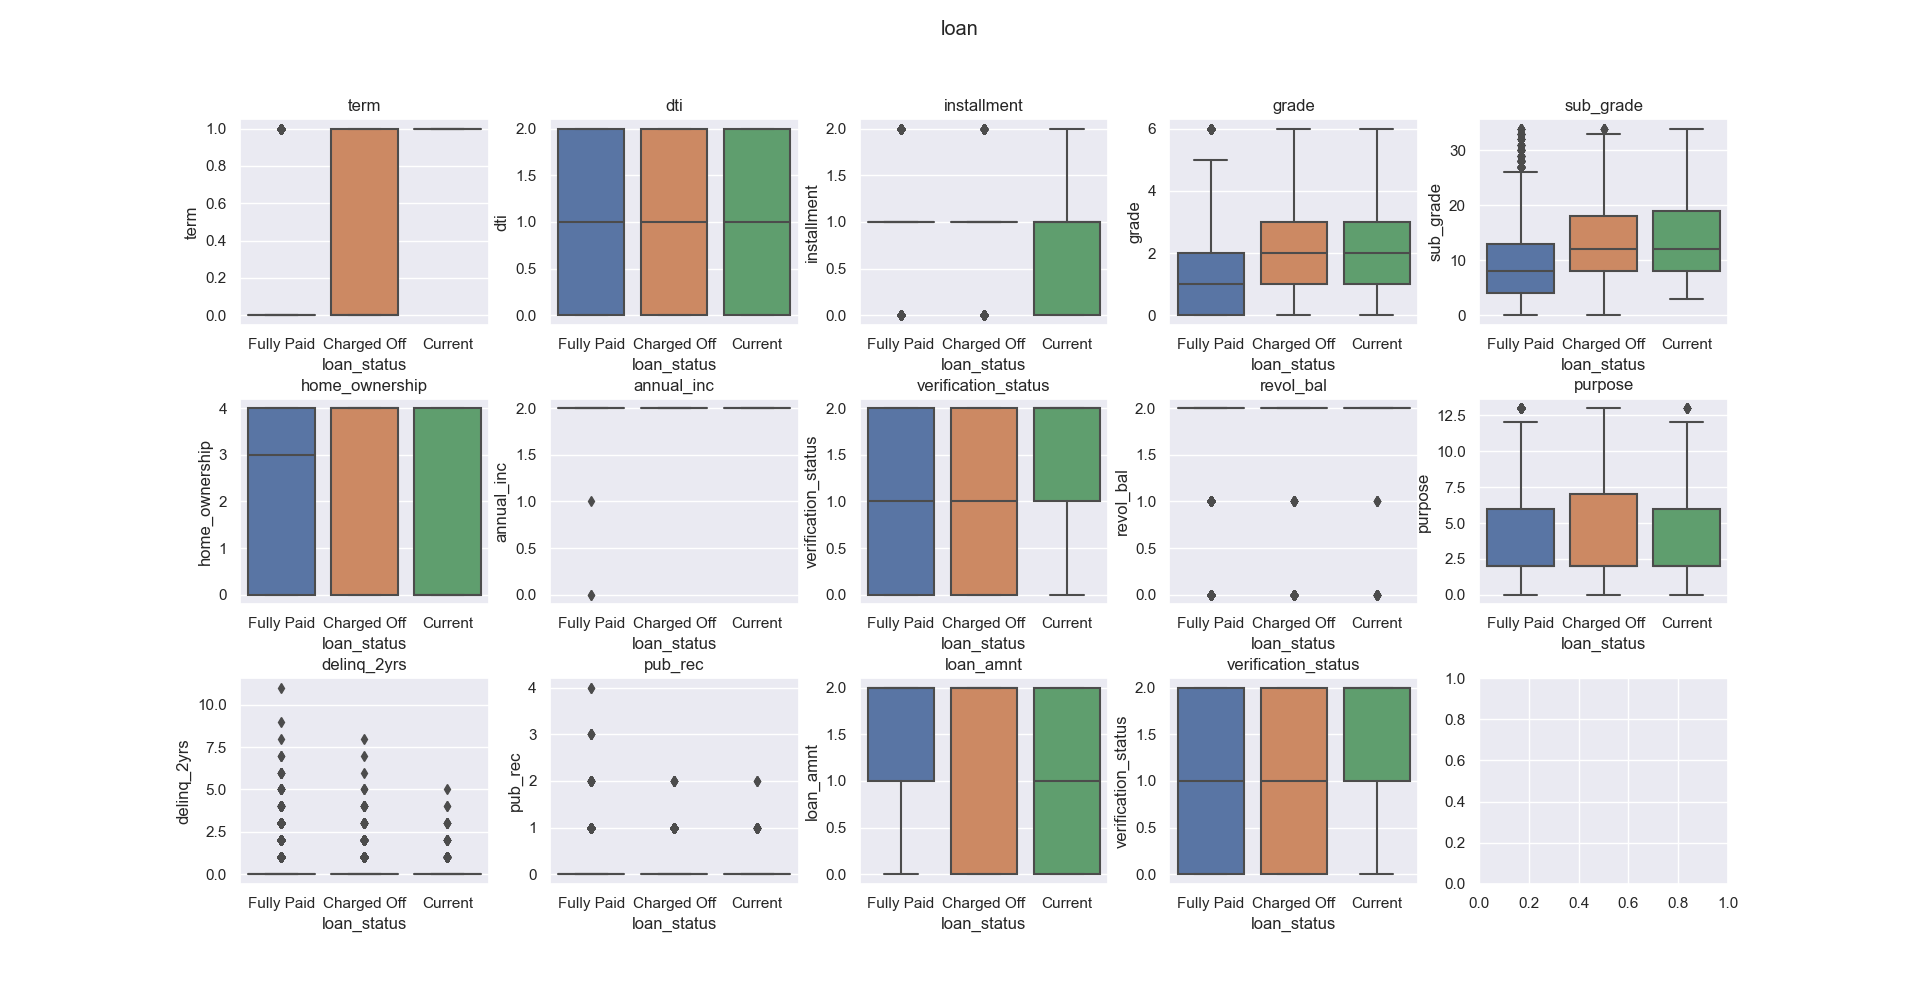 loan
term
term
1.0
0.8
0.6
0.4
0.2
0.0
Fully Paid Charged Off Current
loan_status
dti
dti
2.0
1.5
1.0
0.5
0.0
Fully Paid Charged Off Current
loan_status
installment
installment
2.0
1.5
1.0
0.5
0.0
Fully Paid Charged Off Current
loan_status
grade
grade
6
4
2
0
Fully Paid Charged Off Current
loan_status
sub_grade
sub_grade
30
20
10
0
Fully Paid Charged Off Current
loan_status
home_ownership
home_ownership
4
3
2
1
0
Fully Paid Charged Off Current
loan_status
annual_inc
annual_inc
2.0
1.5
1.0
0.5
0.0
Fully Paid Charged Off Current
loan_status
verification_status
verification_status
2.0
1.5
1.0
0.5
0.0
Fully Paid Charged Off Current
loan_status
revol_bal
revol_bal
2.0
1.5
1.0
0.5
0.0
Fully Paid Charged Off Current
loan_status
purpose
purpose
12.5
10.0
7.5
5.0
2.5
0.0
Fully Paid Charged Off Current
loan_status
delinq_2yrs
delinq_2yrs
10.0
7.5
5.0
2.5
0.0
Fully Paid Charged Off Current
loan_status
pub_rec
pub_rec
4
3
2
1
0
Fully Paid Charged Off Current
loan_status
loan_amnt
loan_amnt
2.0
1.5
1.0
0.5
0.0
Fully Paid Charged Off Current
loan_status
verification_status
verification_status
2.0
1.5
1.0
0.5
0.0
Fully Paid Charged Off Current
loan_status
1.0
0.8
0.6
0.4
0.2
0.0
0.0 0.2 0.4 0.6 0.8 1.0